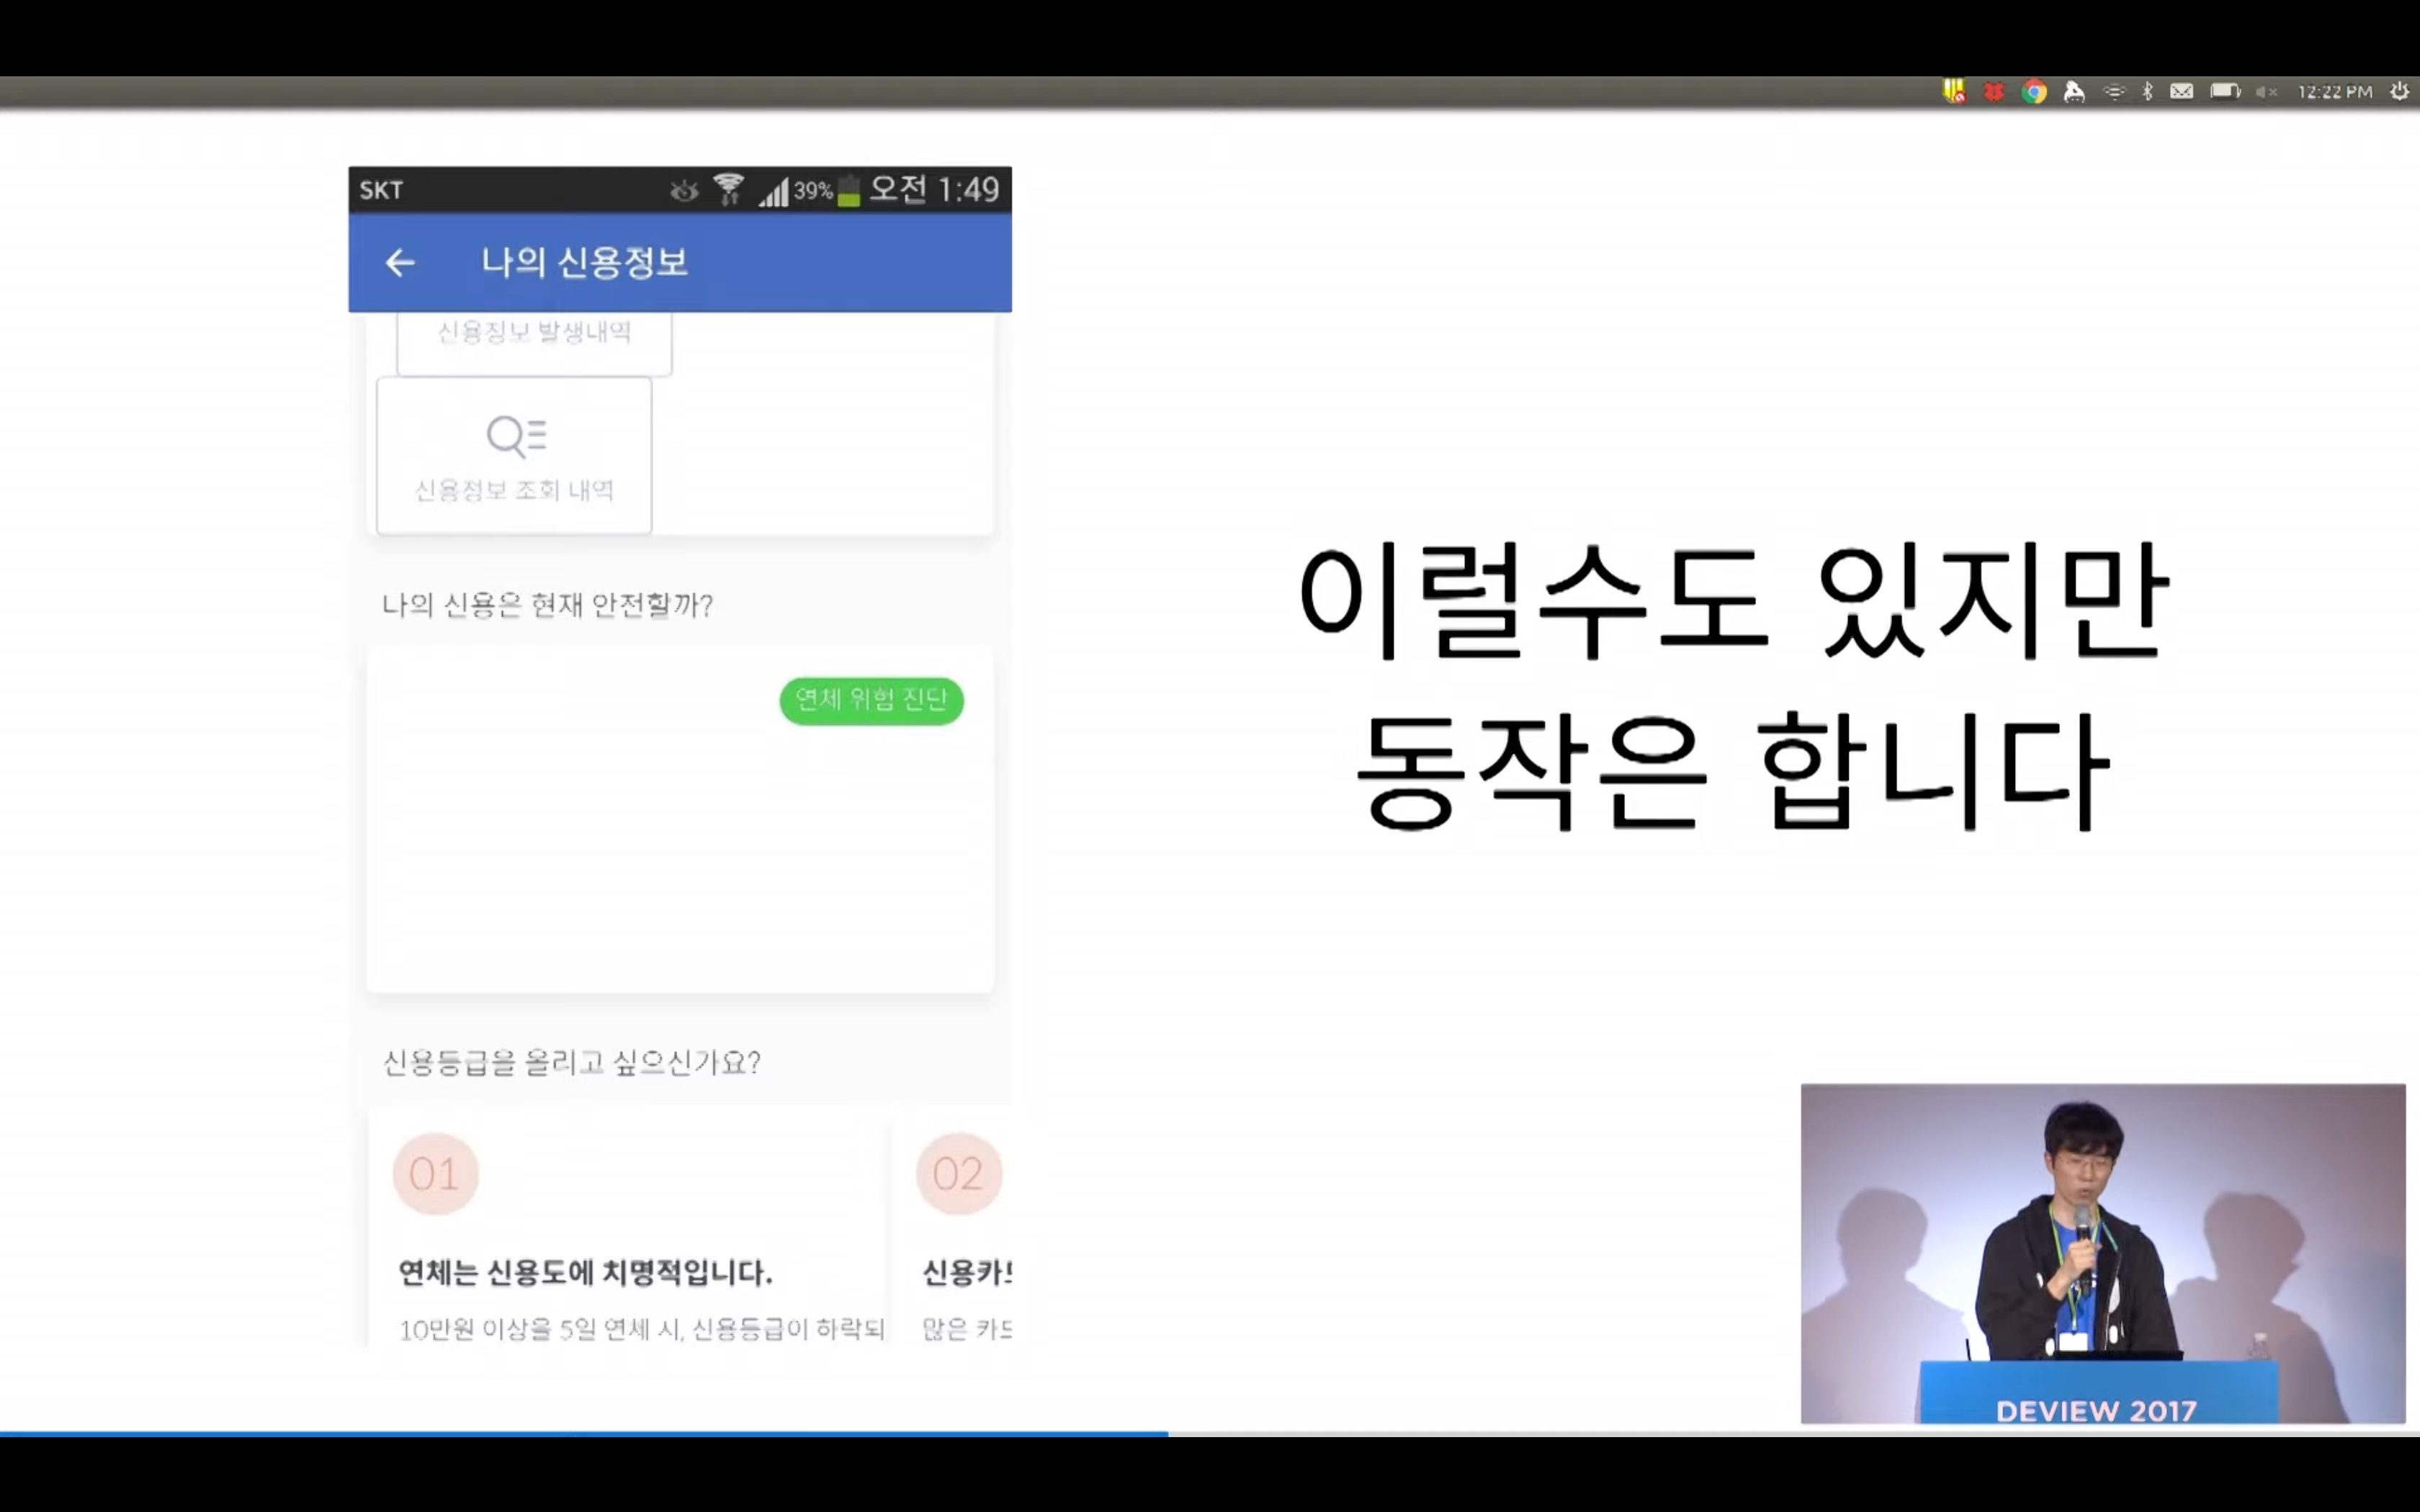 12:22 PM
SKT 39% 오전 1:49
나의 신용정보
신용정보 발생내역
신용정보 조회 내역
나의 신용은 현재 안전할까?
연체 위험 진단
신용등급을 올리고 싶으신가요?
01
02
연체는 신용도에 치명적입니다.
신용카드
10만원 이상을 5일 연체 시, 신용등급이 하락되
많은 카드
이럴수도 있지만
동작은 합니다
DEVIEW 2017